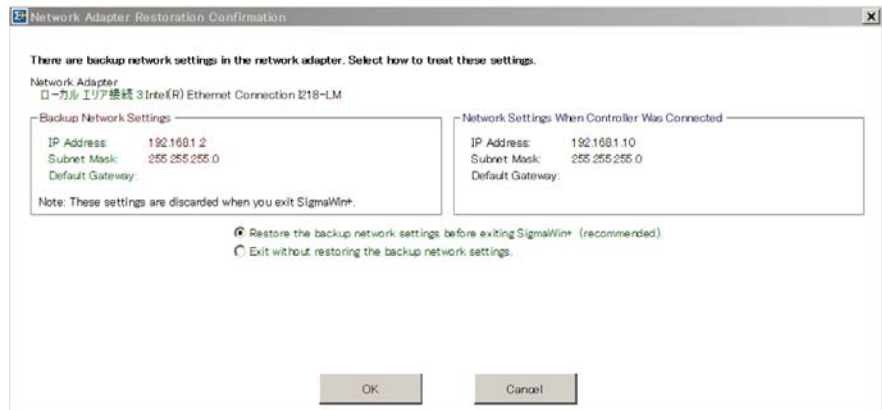 Network Adapter Restoration Confirmation
There are backup network settings in the network adapter. Select how to treat these settings.
Network Adapter
ローカル エリア接続 3:Intel(R) Ethernet Connection I218-LM
Backup Network Settings
IP Address: 192.168.1.2
Subnet Mask: 255.255.255.0
Default Gateway:
Note: These settings are discarded when you exit SigmaWin+.
Network Settings When Controller Was Connected
IP Address: 192.168.1.10
Subnet Mask: 255.255.255.0
Default Gateway:
Restore the backup network settings before exiting SigmaWin+ (recommended).
Exit without restoring the backup network settings.
OK
Cancel